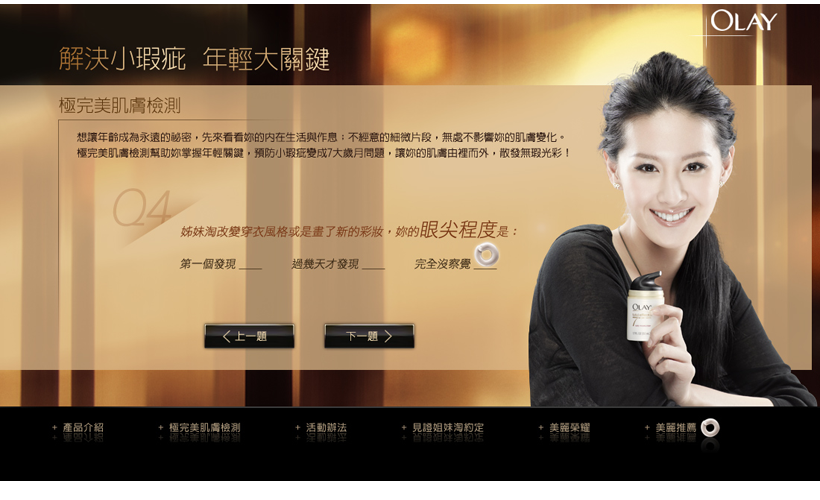 OLAY
解決小瑕疵 年輕大關鍵
極完美肌膚檢測
想讓年齡成為永遠的祕密，先來看看妳的內在生活與作息；不經意的細微片段，無處不影響妳的肌膚變化。
極完美肌膚檢測幫助妳掌握年輕關鍵，預防小瑕疵變成7大歲月問題，讓妳的肌膚由裡而外，散發無瑕光彩！
Q4
姊妹淘改變穿衣風格或是畫了新的彩妝，妳的眼尖程度是：
第一個發現 ____ 過幾天才發現 ____ 完全沒察覺 ____
OLAY
〈 上一題 下一題 〉
+ 產品介紹 + 極完美肌膚檢測 + 活動辦法 + 見證姐妹淘約定 + 美麗榮耀 + 美麗推薦